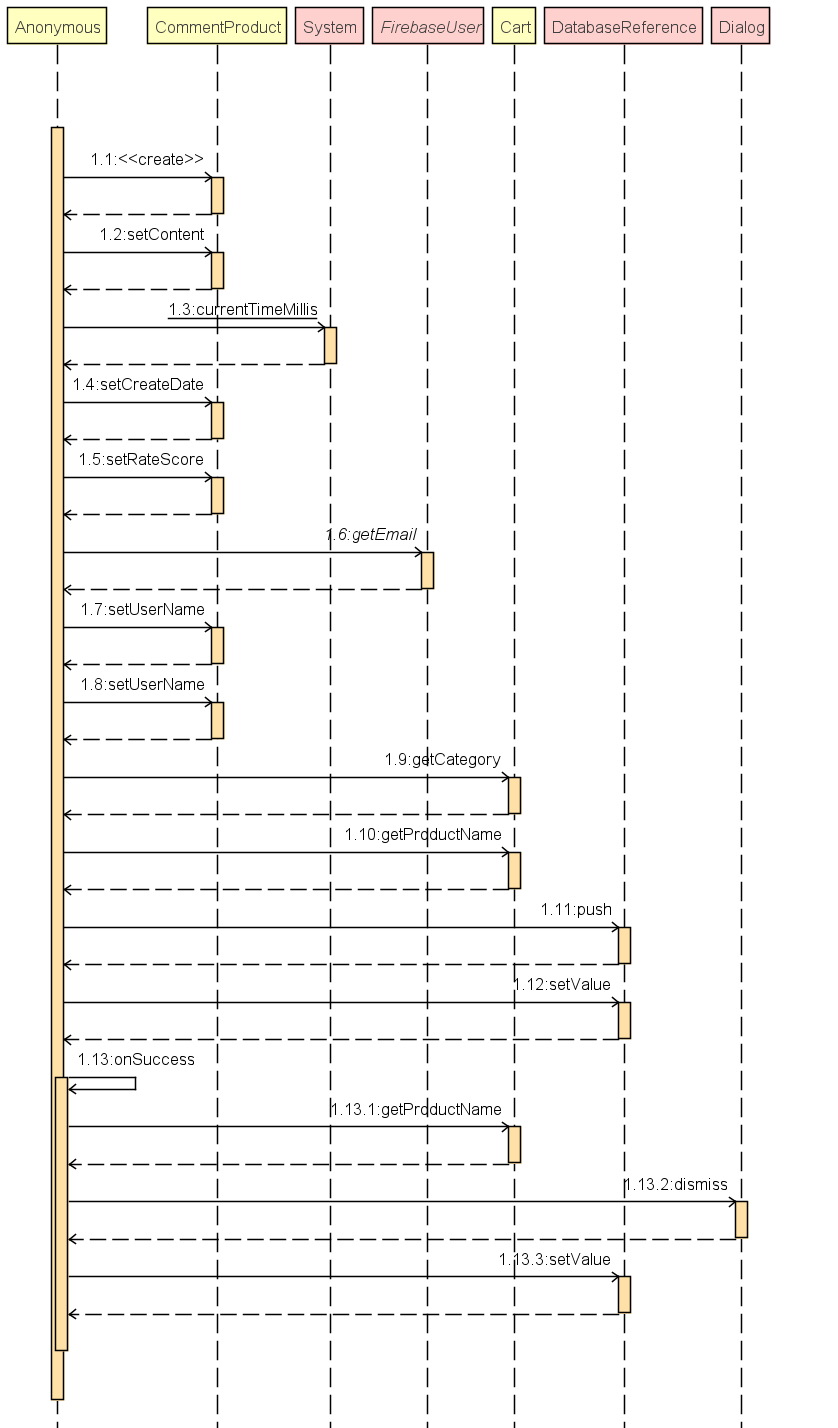 Anonymous CommentProduct System FirebaseUser Cart DatabaseReference Dialog
1.1:<<create>>
1.2:setContent
1.3:currentTimeMillis
1.4:setCreateDate
1.5:setRateScore
1.6:getEmail
1.7:setUserName
1.8:setUserName
1.9:getCategory
1.10:getProductName
1.11:push
1.12:setValue
1.13:onSuccess
1.13.1:getProductName
1.13.2:dismiss
1.13.3:setValue